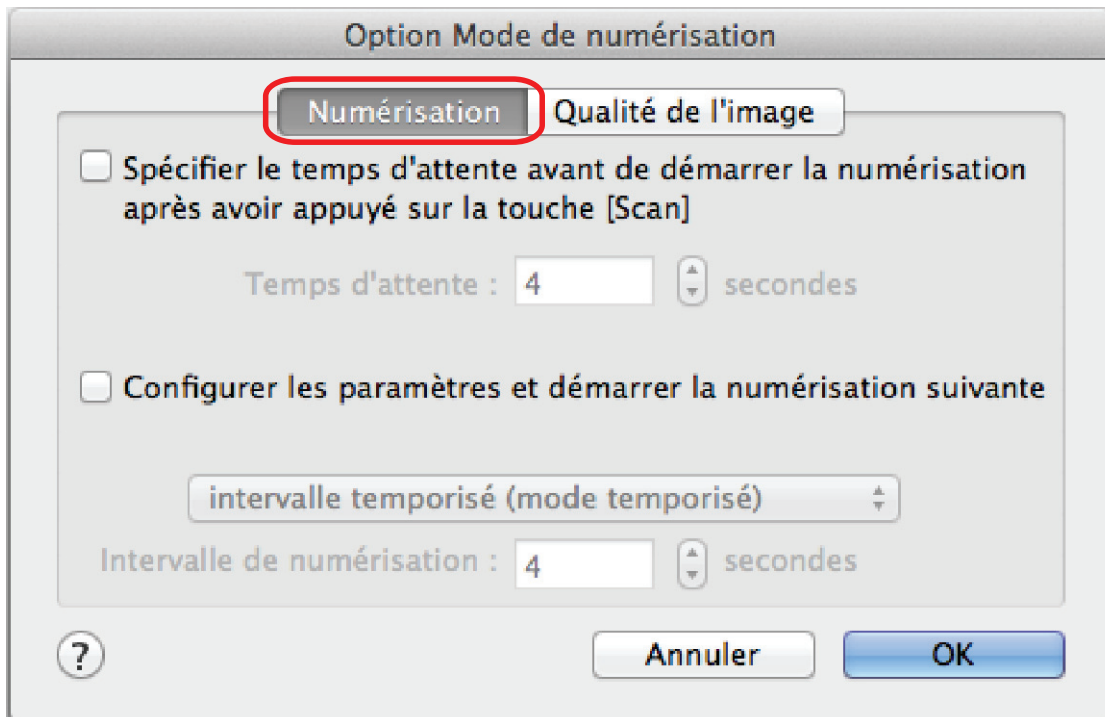 Option Mode de numérisation
Numérisation Qualité de l'image
Spécifier le temps d'attente avant de démarrer la numérisation
après avoir appuyé sur la touche [Scan]
Temps d'attente : 4 secondes
Configurer les paramètres et démarrer la numérisation suivante
intervalle temporisé (mode temporisé)
Intervalle de numérisation : 4 secondes
? Annuler OK